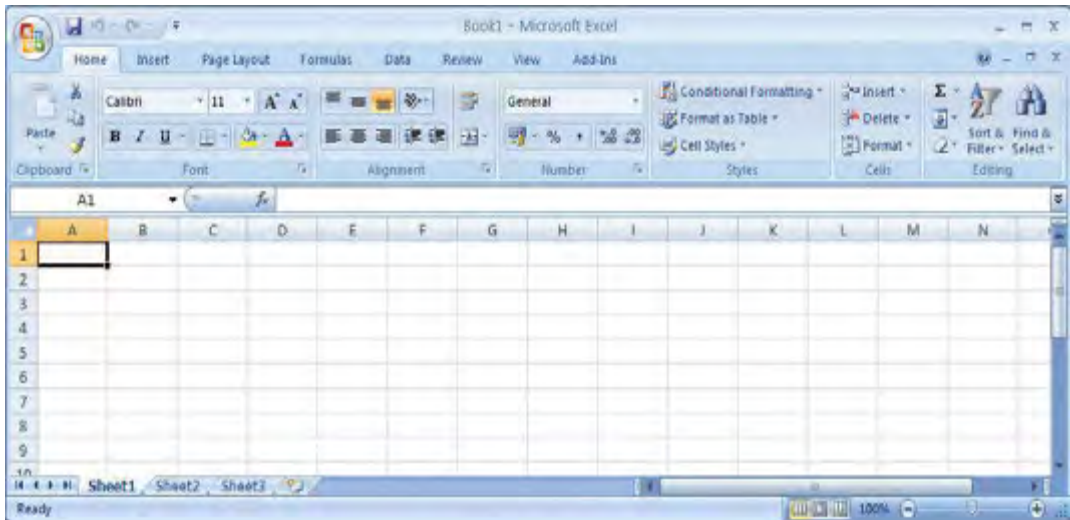 Book1 - Microsoft Excel
Home Insert Page Layout Formulas Data Review View Add-Ins
Paste
Clipboard
Calibri 11 A A
B I U A
Font
Alignment
General
% ,
Number
Conditional Formatting
Format as Table
Cell Styles
Styles
Insert
Delete
Format
Cells
Σ
Sort & Filter
Find & Select
Editing
A1 fx
A B C D E F G H I J K L M N
1
2
3
4
5
6
7
8
9
10
Sheet1 Sheet2 Sheet3
Ready 100%